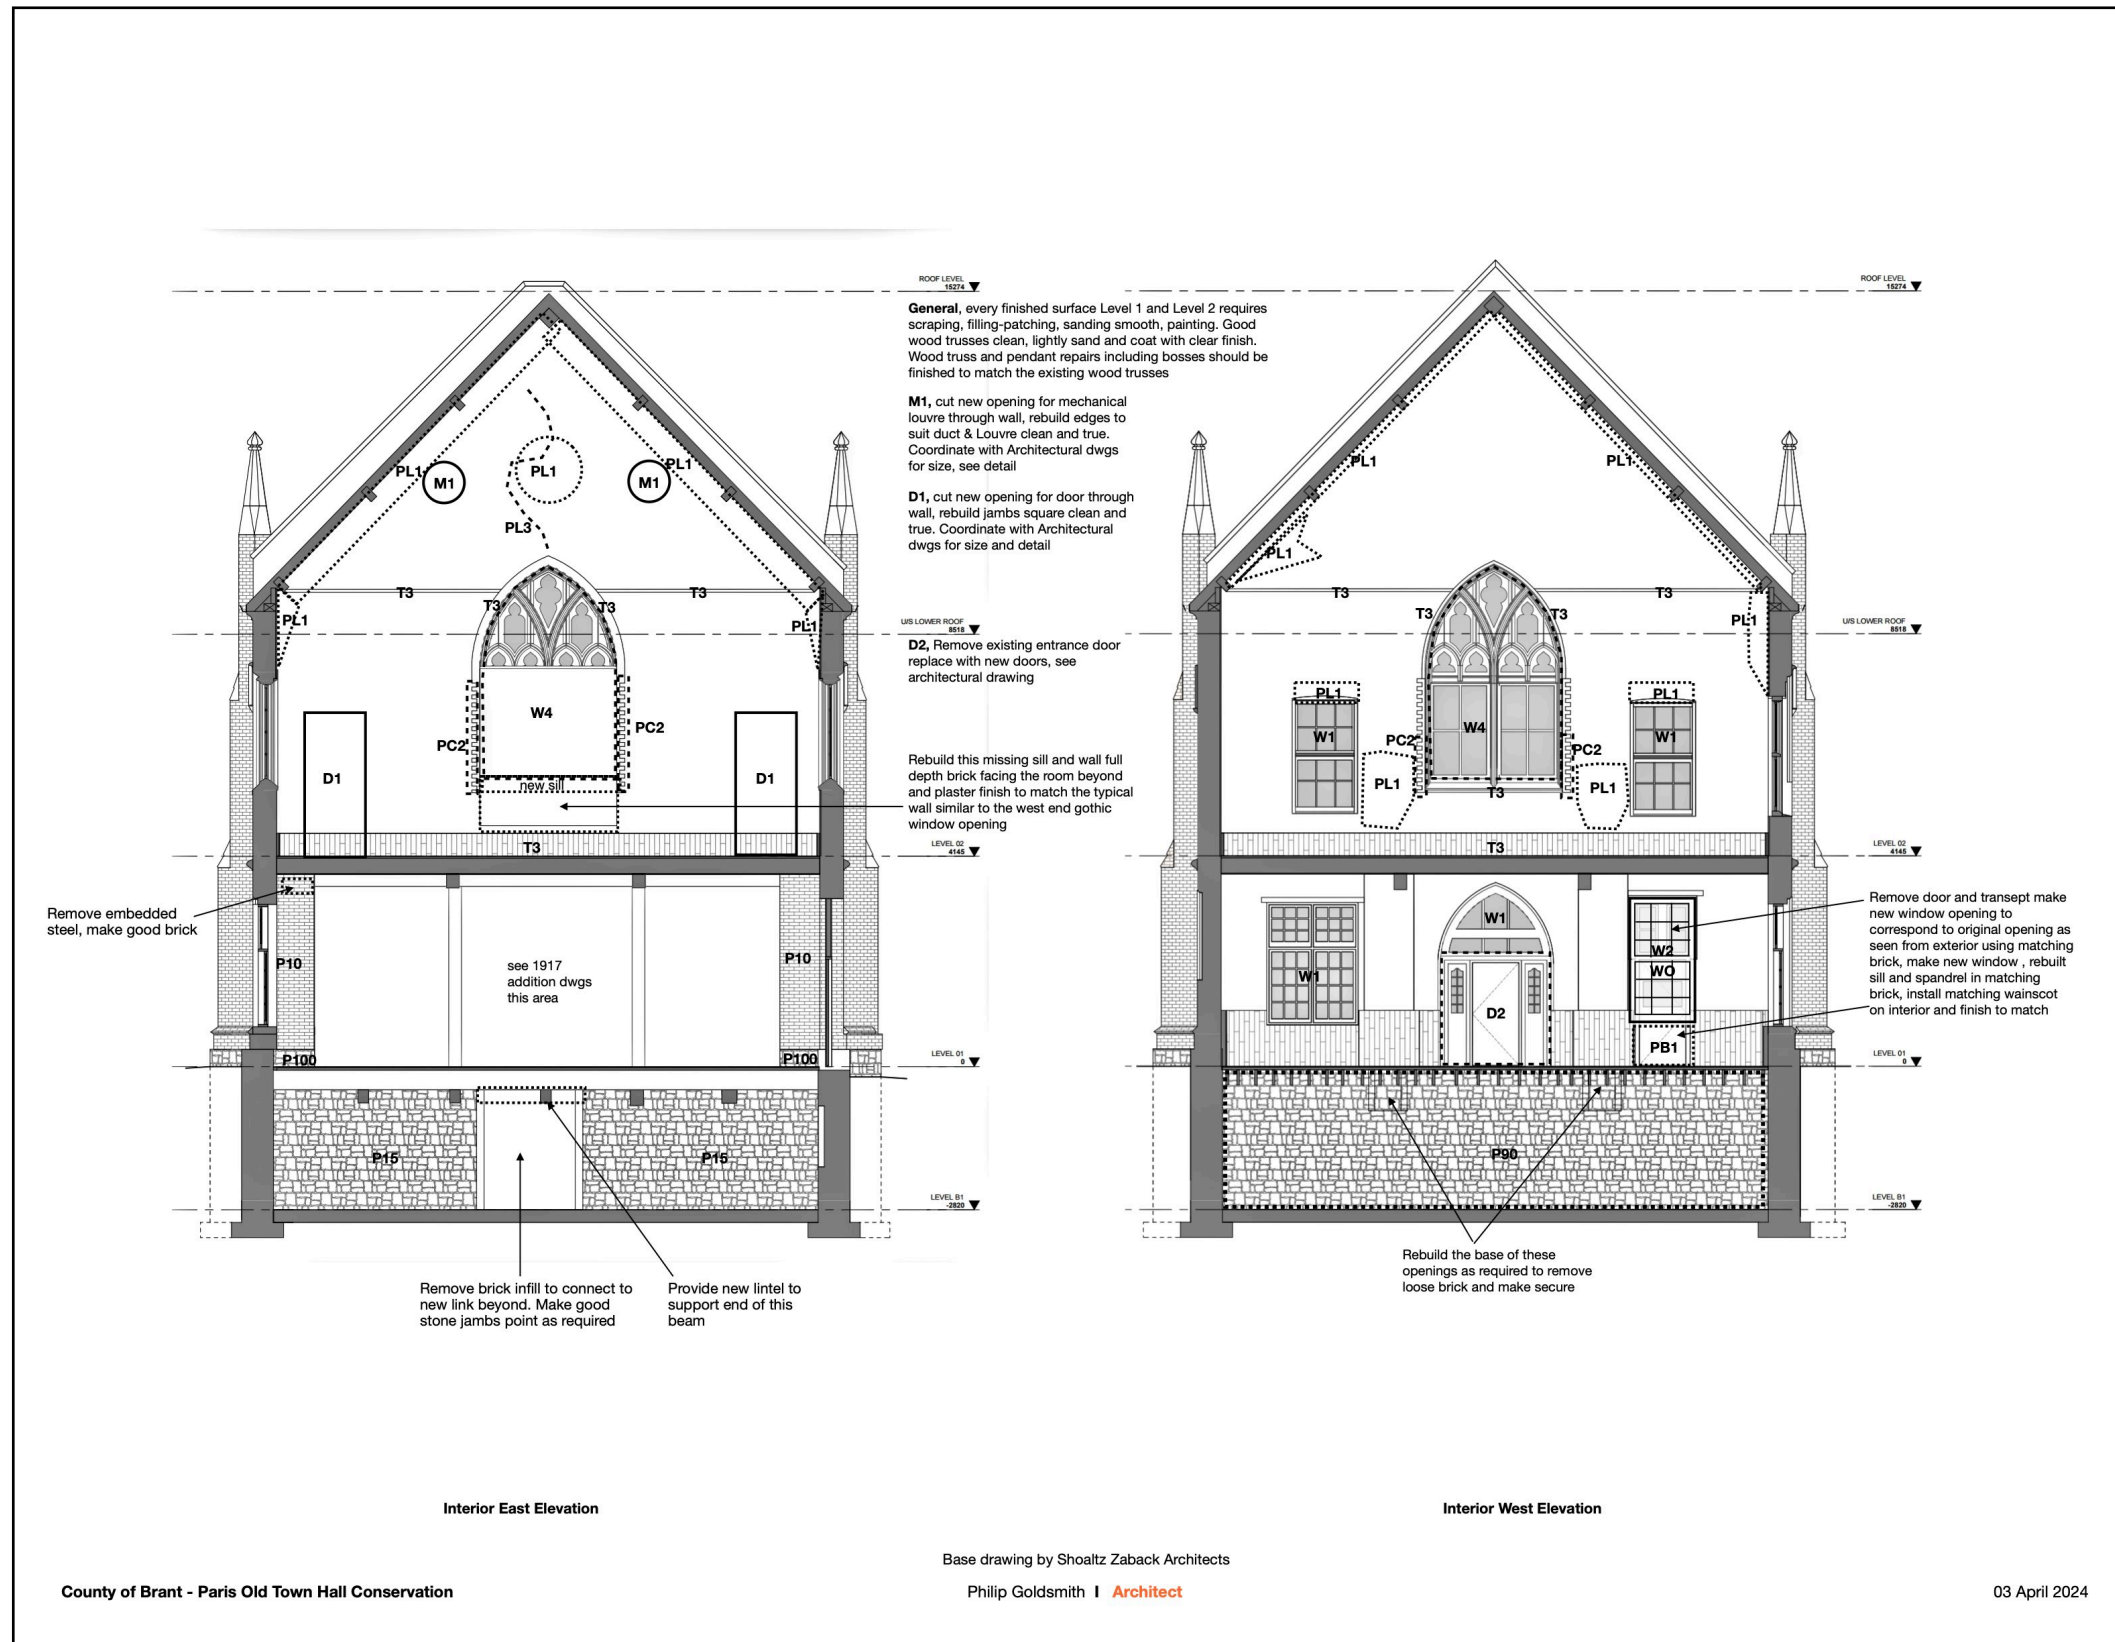 ROOF LEVEL
15274
General, every finished surface Level 1 and Level 2 requires
scraping, filling-patching, sanding smooth, painting. Good
wood trusses clean, lightly sand and coat with clear finish.
Wood truss and pendant repairs including bosses should be
finished to match the existing wood trusses
M1, cut new opening for mechanical
louvre through wall, rebuild edges to
suit duct & Louvre clean and true.
Coordinate with Architectural dwgs
for size, see detail
D1, cut new opening for door through
wall, rebuild jambs square clean and
true. Coordinate with Architectural
dwgs for size and detail
U/S LOWER ROOF
8518
D2, Remove existing entrance door
replace with new doors, see
architectural drawing
Rebuild this missing sill and wall full
depth brick facing the room beyond
and plaster finish to match the typical
wall similar to the west end gothic
window opening
LEVEL 02
4145
LEVEL 01
0
LEVEL B1
-2820
PL1
M1
PL1
M1
PL1
PL3
T3
T3
T3
T3
PL1
PL1
W4
PC2
PC2
D1
D1
new sill
T3
Remove embedded
steel, make good brick
P10
P10
see 1917
addition dwgs
this area
P100
P100
P15
P15
Remove brick infill to connect to
new link beyond. Make good
stone jambs point as required
Provide new lintel to
support end of this
beam
Interior East Elevation
ROOF LEVEL
15274
PL1
PL1
PL1
T3
T3
T3
T3
PL1
U/S LOWER ROOF
8518
PL1
PL1
W1
W4
W1
PC2
PC2
PL1
PL1
T3
T3
LEVEL 02
4145
W1
W1
W2
WO
D2
PB1
Remove door and transept make
new window opening to
correspond to original opening as
seen from exterior using matching
brick, make new window , rebuilt
sill and spandrel in matching
brick, install matching wainscot
on interior and finish to match
LEVEL 01
0
P90
LEVEL B1
-2820
Rebuild the base of these
openings as required to remove
loose brick and make secure
Interior West Elevation
Base drawing by Shoaltz Zaback Architects
County of Brant - Paris Old Town Hall Conservation
Philip Goldsmith I Architect
03 April 2024